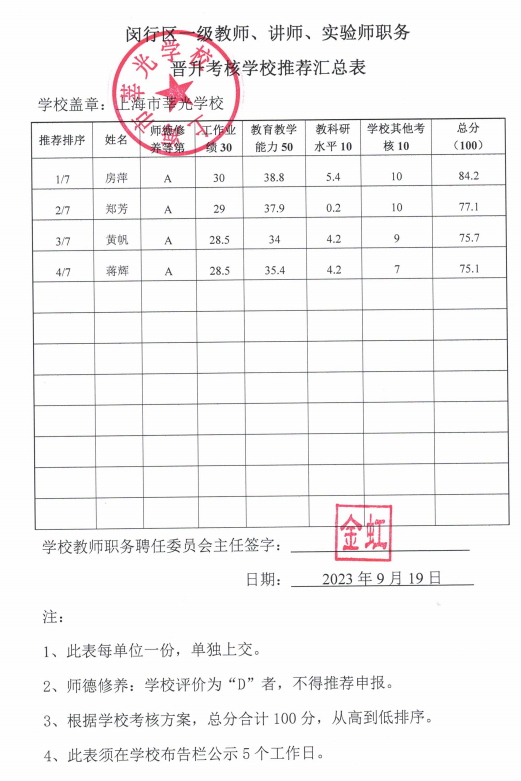 闵行区一级教师、讲师、实验师职务
晋升考核学校推荐汇总表
学校盖章：上海市莘光学校
推荐排序 姓名 师德修养等第 工作业绩 30 教育教学能力 50 教科研水平 10 学校其他考核 10 总分（100）
1/7 房萍 A 30 38.8 5.4 10 84.2
2/7 郑芳 A 29 37.9 0.2 10 77.1
3/7 黄帆 A 28.5 34 4.2 9 75.7
4/7 蒋辉 A 28.5 35.4 4.2 7 75.1
学校教师职务聘任委员会主任签字： 金虹
日期： 2023 年 9 月 19 日
注：
1、此表每单位一份，单独上交。
2、师德修养：学校评价为“D”者，不得推荐申报。
3、根据学校考核方案，总分合计 100 分，从高到低排序。
4、此表须在学校布告栏公示 5 个工作日。
上海市莘光学校